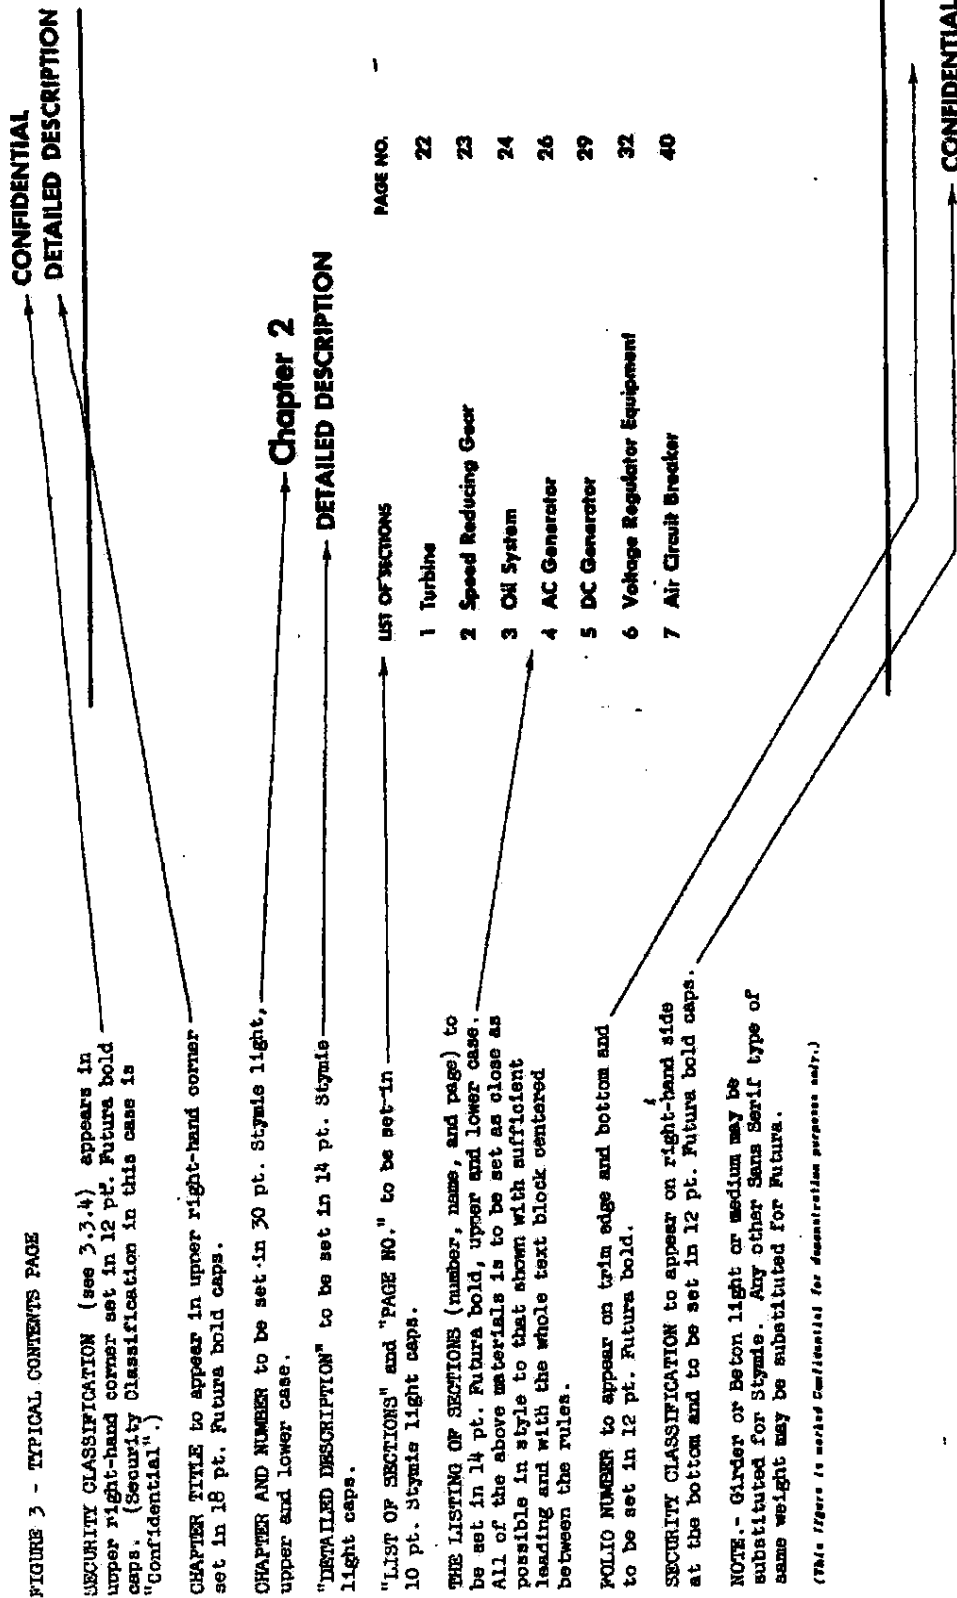 FIGURE 3 - TYPICAL CONTENTS PAGE
SECURITY CLASSIFICATION (see 3.3.4) appears in
upper right-hand corner set in 12 pt. Futura bold
caps. (Security Classification in this case is
"Confidential".)
CHAPTER TITLE to appear in upper right-hand corner
set in 18 pt. Futura bold caps.
CHAPTER AND NUMBER to be set in 30 pt. Stymie light,
upper and lower case.
"DETAILED DESCRIPTION" to be set in 14 pt. Stymie
light caps.
"LIST OF SECTIONS" and "PAGE NO." to be set in
10 pt. Stymie light caps.
THE LISTING OF SECTIONS (number, name, and page) to
be set in 14 pt. Futura bold, upper and lower case.
All of the above materials is to be set as close as
possible in style to that shown with sufficient
leading and with the whole text block centered
between the rules.
FOLIO NUMBER to appear on trim edge and bottom and
to be set in 12 pt. Futura bold.
SECURITY CLASSIFICATION to appear on right-hand side
at the bottom and to be set in 12 pt. Futura bold caps.
NOTE.- Girder or Beton light or medium may be
substituted for Stymie. Any other Sans Serif type of
same weight may be substituted for Futura.
(This figure is marked Confidential for demonstration purposes only.)
CONFIDENTIAL
DETAILED DESCRIPTION
Chapter 2
DETAILED DESCRIPTION
LIST OF SECTIONS PAGE NO.
1 Turbine 22
2 Speed Reducing Gear 23
3 Oil System 24
4 AC Generator 26
5 DC Generator 29
6 Voltage Regulator Equipment 32
7 Air Circuit Breaker 40
CONFIDENTIAL